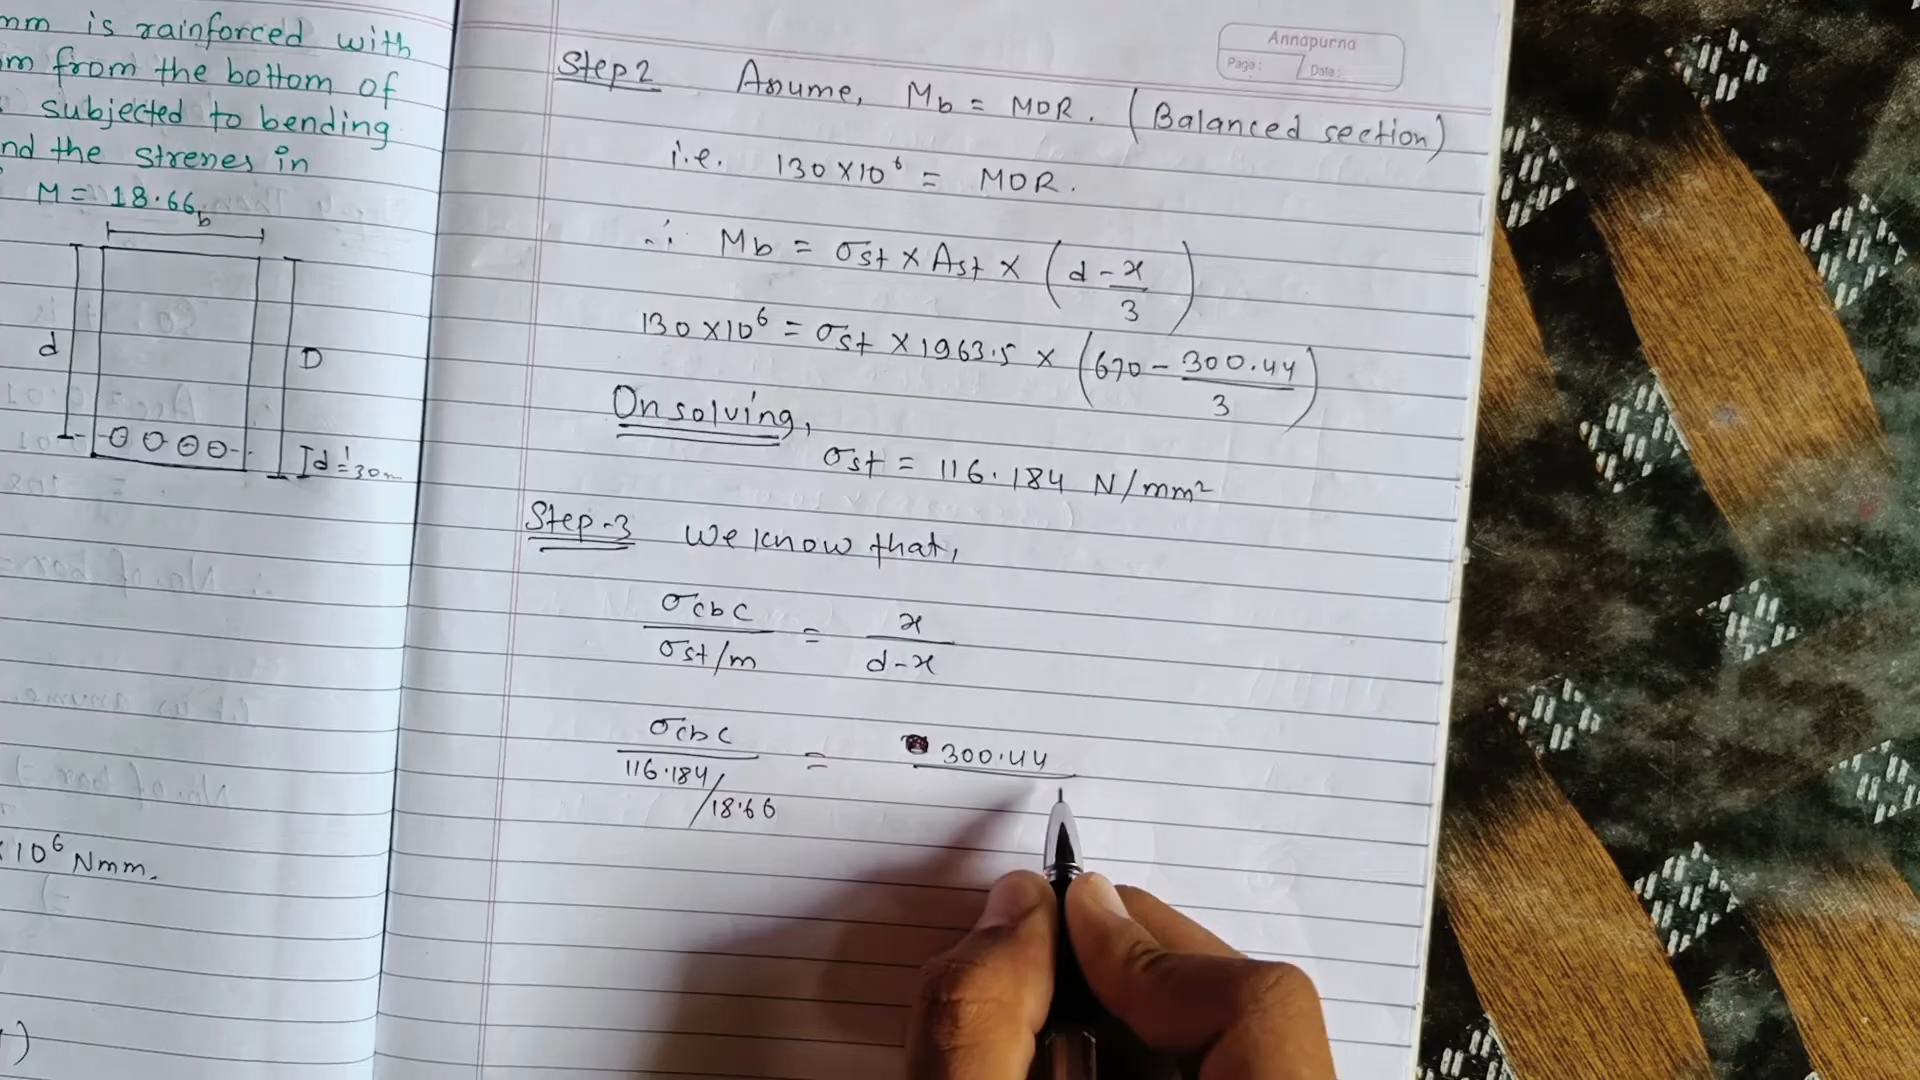 mm is rainforced with
m from the bottom of
subjected to bending
nd the stresses in
M = 18.66
b
d
D
d' = 30m
×10⁶ Nmm.
)
Annapurna
Page: Date:
Step 2 Assume, Mb = MOR. (Balanced section)
i.e. 130×10⁶ = MOR.
∴ Mb = σst × Ast × (d - x/3)
130×10⁶ = σst × 1963.5 × (670 - 300.44/3)
On solving,
σst = 116.184 N/mm²
Step-3 We know that,
σcbc / (σst/m) = x / (d-x)
σcbc / (116.184/18.66) = 300.44